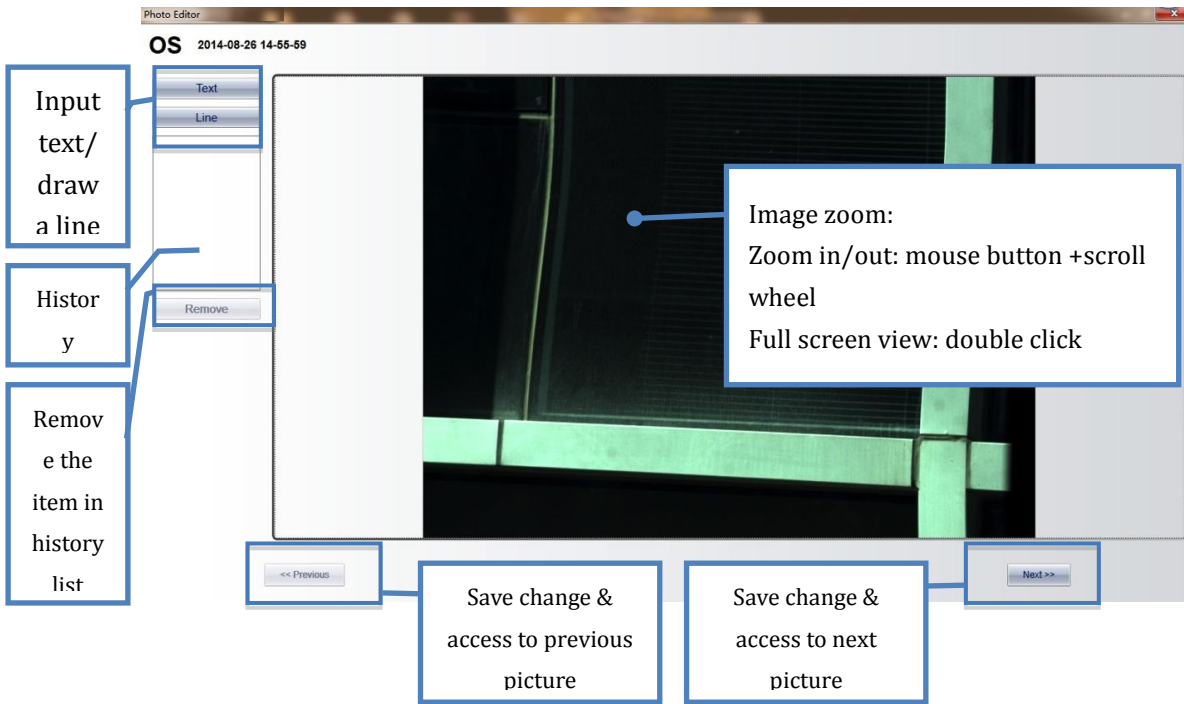 Photo Editor
OS 2014-08-26 14-55-59
Text
Line
Remove
<< Previous
Next >>
Input
text/
draw
a line
Histor
y
Remov
e the
item in
history
list
Image zoom:
Zoom in/out: mouse button +scroll
wheel
Full screen view: double click
Save change &
access to previous
picture
Save change &
access to next
picture